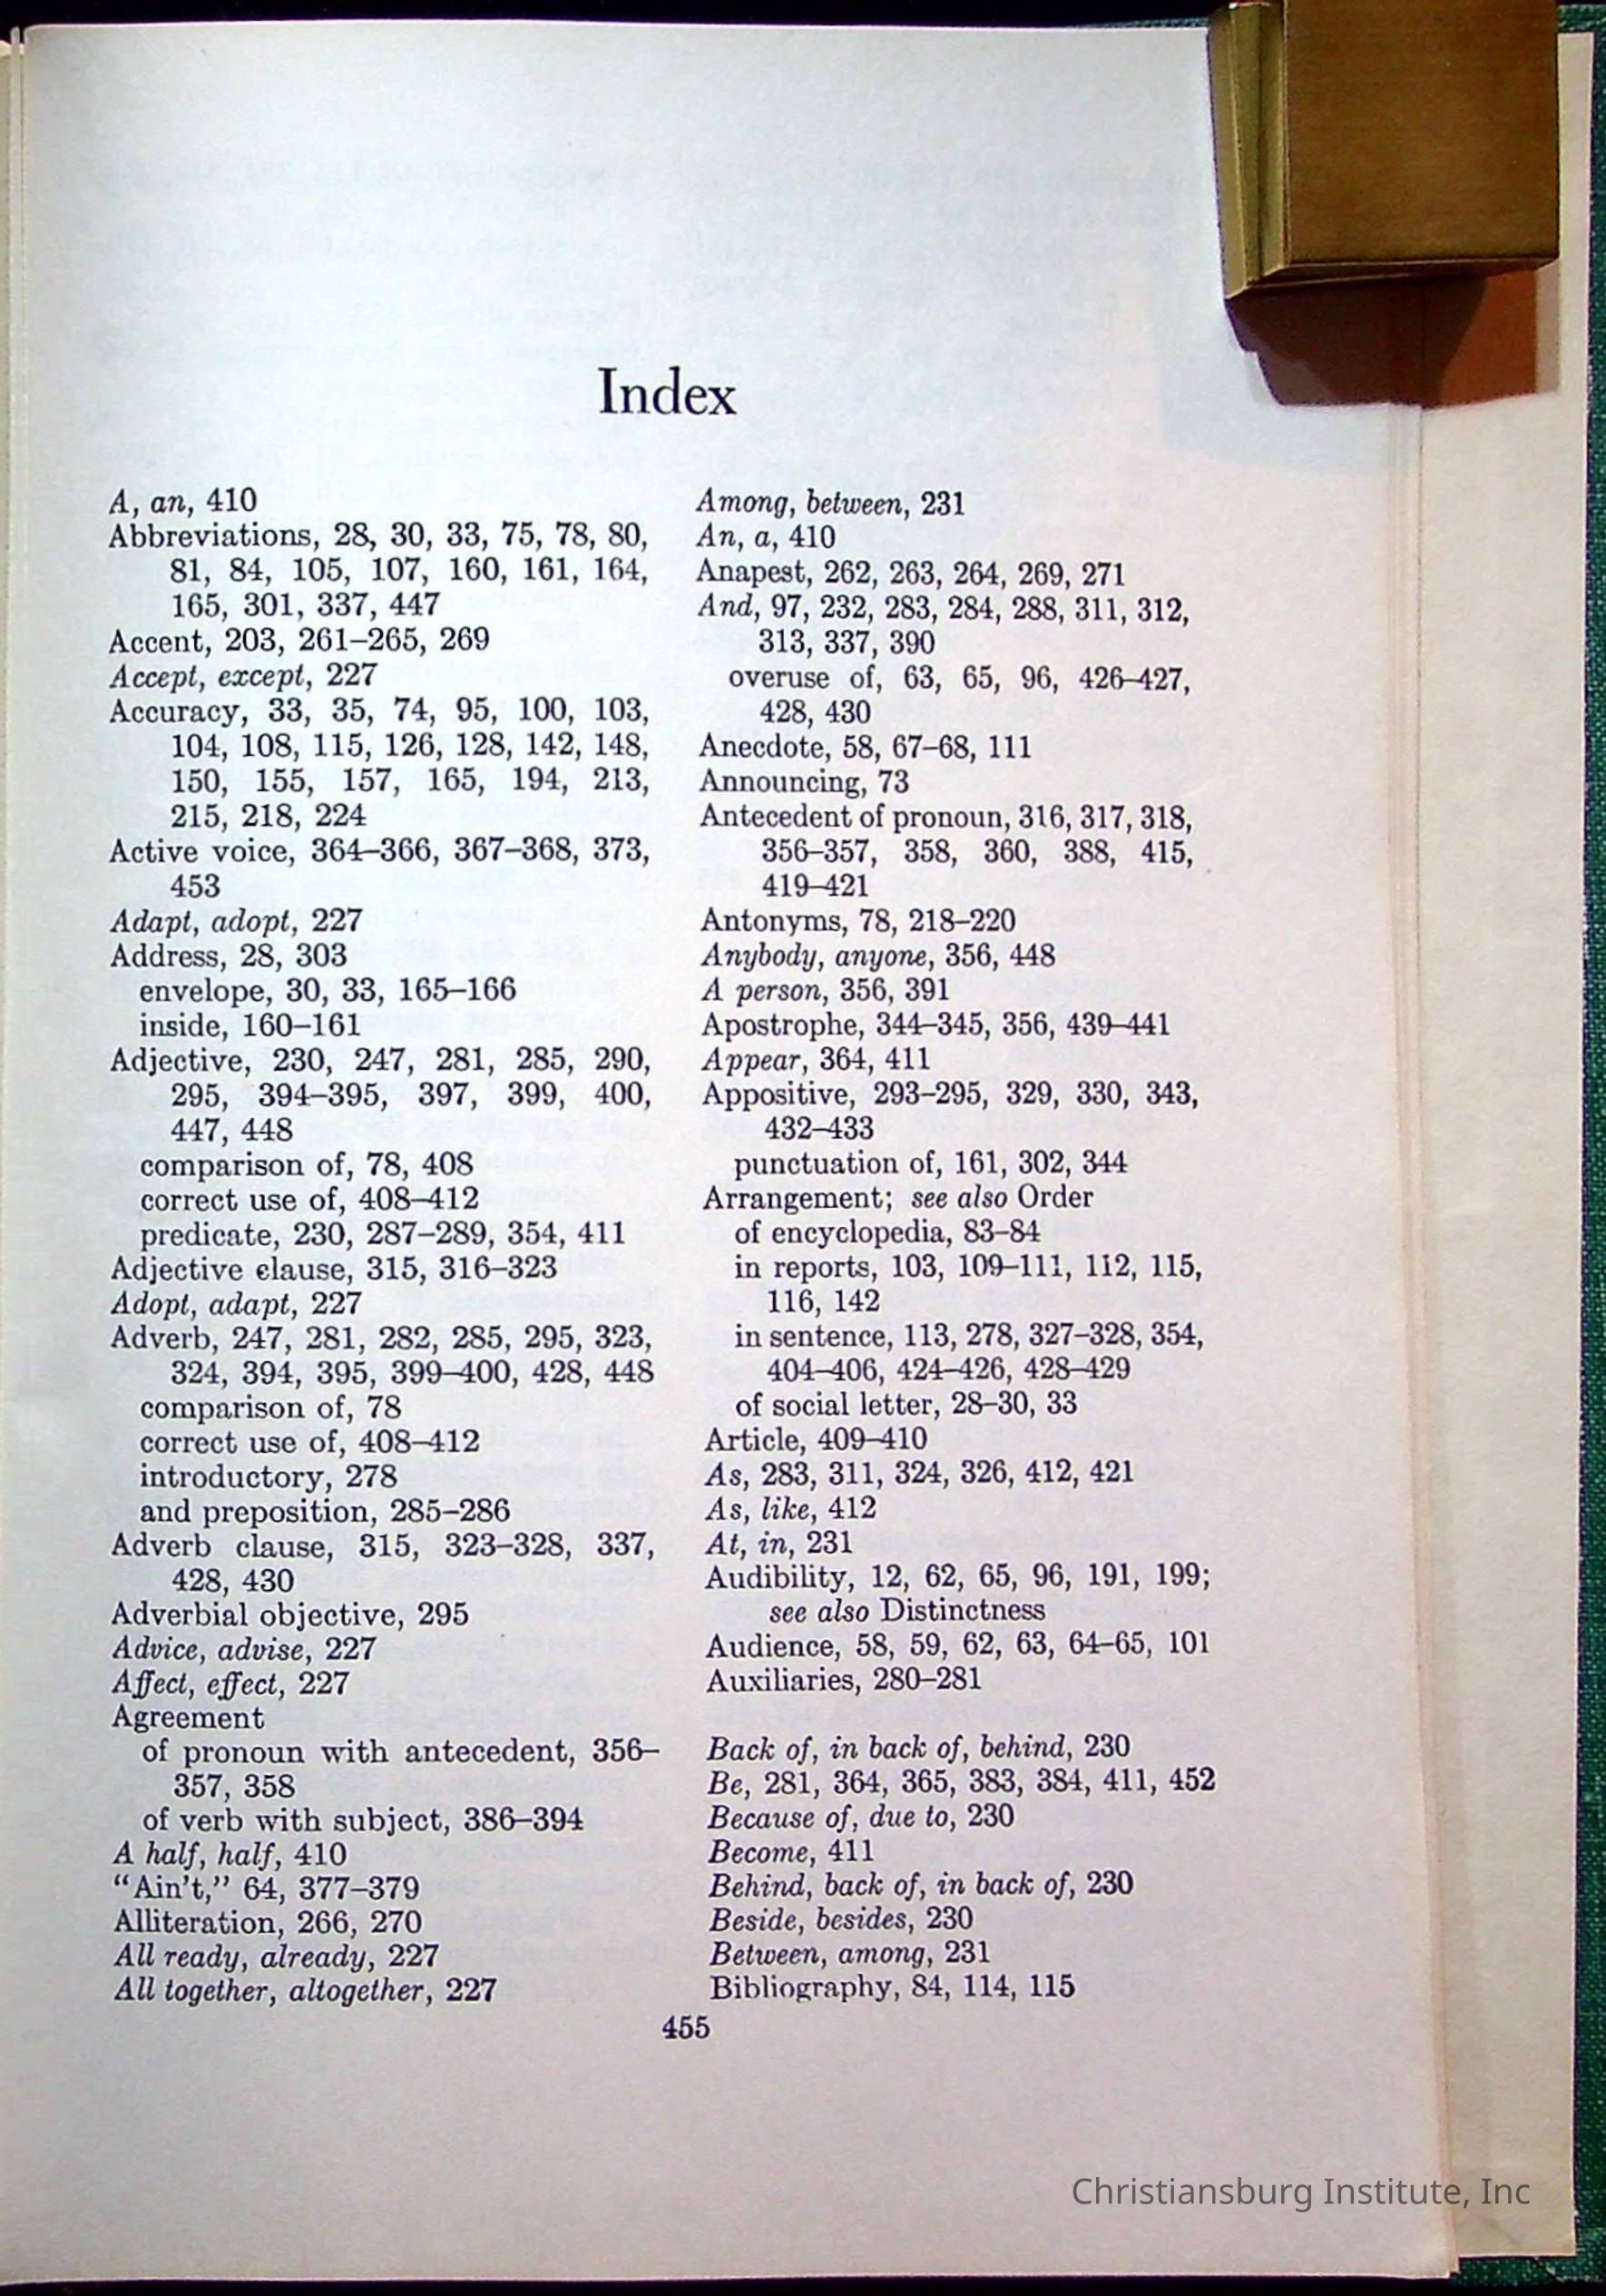 Index
A, an, 410
Abbreviations, 28, 30, 33, 75, 78, 80,
81, 84, 105, 107, 160, 161, 164,
165, 301, 337, 447
Accent, 203, 261–265, 269
Accept, except, 227
Accuracy, 33, 35, 74, 95, 100, 103,
104, 108, 115, 126, 128, 142, 148,
150, 155, 157, 165, 194, 213,
215, 218, 224
Active voice, 364–366, 367–368, 373,
453
Adapt, adopt, 227
Address, 28, 303
envelope, 30, 33, 165–166
inside, 160–161
Adjective, 230, 247, 281, 285, 290,
295, 394–395, 397, 399, 400,
447, 448
comparison of, 78, 408
correct use of, 408–412
predicate, 230, 287–289, 354, 411
Adjective clause, 315, 316–323
Adopt, adapt, 227
Adverb, 247, 281, 282, 285, 295, 323,
324, 394, 395, 399–400, 428, 448
comparison of, 78
correct use of, 408–412
introductory, 278
and preposition, 285–286
Adverb clause, 315, 323–328, 337,
428, 430
Adverbial objective, 295
Advice, advise, 227
Affect, effect, 227
Agreement
of pronoun with antecedent, 356–
357, 358
of verb with subject, 386–394
A half, half, 410
“Ain't,” 64, 377–379
Alliteration, 266, 270
All ready, already, 227
All together, altogether, 227
Among, between, 231
An, a, 410
Anapest, 262, 263, 264, 269, 271
And, 97, 232, 283, 284, 288, 311, 312,
313, 337, 390
overuse of, 63, 65, 96, 426–427,
428, 430
Anecdote, 58, 67–68, 111
Announcing, 73
Antecedent of pronoun, 316, 317, 318,
356–357, 358, 360, 388, 415,
419–421
Antonyms, 78, 218–220
Anybody, anyone, 356, 448
A person, 356, 391
Apostrophe, 344–345, 356, 439–441
Appear, 364, 411
Appositive, 293–295, 329, 330, 343,
432–433
punctuation of, 161, 302, 344
Arrangement; see also Order
of encyclopedia, 83–84
in reports, 103, 109–111, 112, 115,
116, 142
in sentence, 113, 278, 327–328, 354,
404–406, 424–426, 428–429
of social letter, 28–30, 33
Article, 409–410
As, 283, 311, 324, 326, 412, 421
As, like, 412
At, in, 231
Audibility, 12, 62, 65, 96, 191, 199;
see also Distinctness
Audience, 58, 59, 62, 63, 64–65, 101
Auxiliaries, 280–281
Back of, in back of, behind, 230
Be, 281, 364, 365, 383, 384, 411, 452
Because of, due to, 230
Become, 411
Behind, back of, in back of, 230
Beside, besides, 230
Between, among, 231
Bibliography, 84, 114, 115
455
Christiansburg Institute, Inc